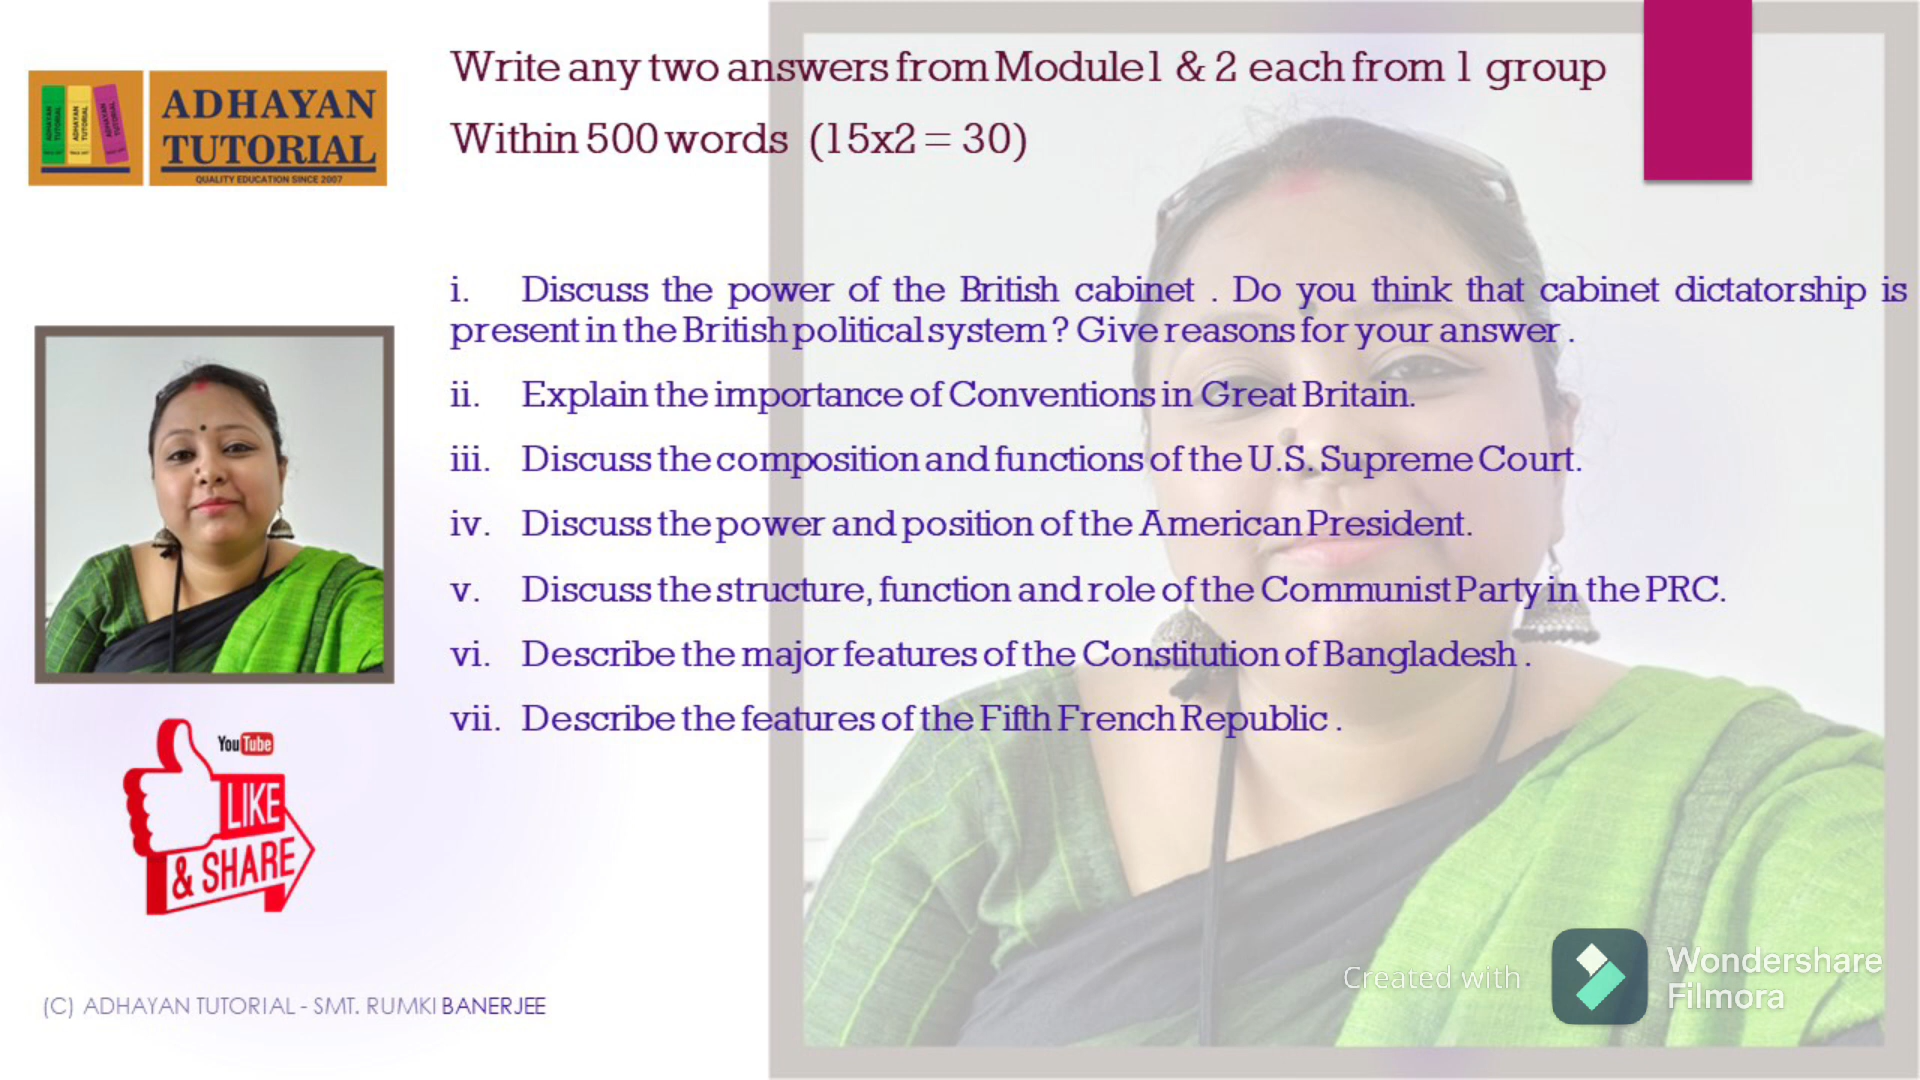 Write any two answers from Module1 & 2 each from 1 group
Within 500 words (15x2 = 30)
ADHAYAN
TUTORIAL
QUALITY EDUCATION SINCE 2007
ADHAYAN TUTORIAL
ADHAYAN TUTORIAL
ADHAYAN TUTORIAL
i. Discuss the power of the British cabinet . Do you think that cabinet dictatorship is
present in the British political system ? Give reasons for your answer .
ii. Explain the importance of Conventions in Great Britain.
iii. Discuss the composition and functions of the U.S. Supreme Court.
iv. Discuss the power and position of the American President.
v. Discuss the structure, function and role of the Communist Party in the PRC.
vi. Describe the major features of the Constitution of Bangladesh .
vii. Describe the features of the Fifth French Republic .
YouTube
LIKE
& SHARE
Created with
Wondershare
Filmora
(C) ADHAYAN TUTORIAL - SMT. RUMKI BANERJEE